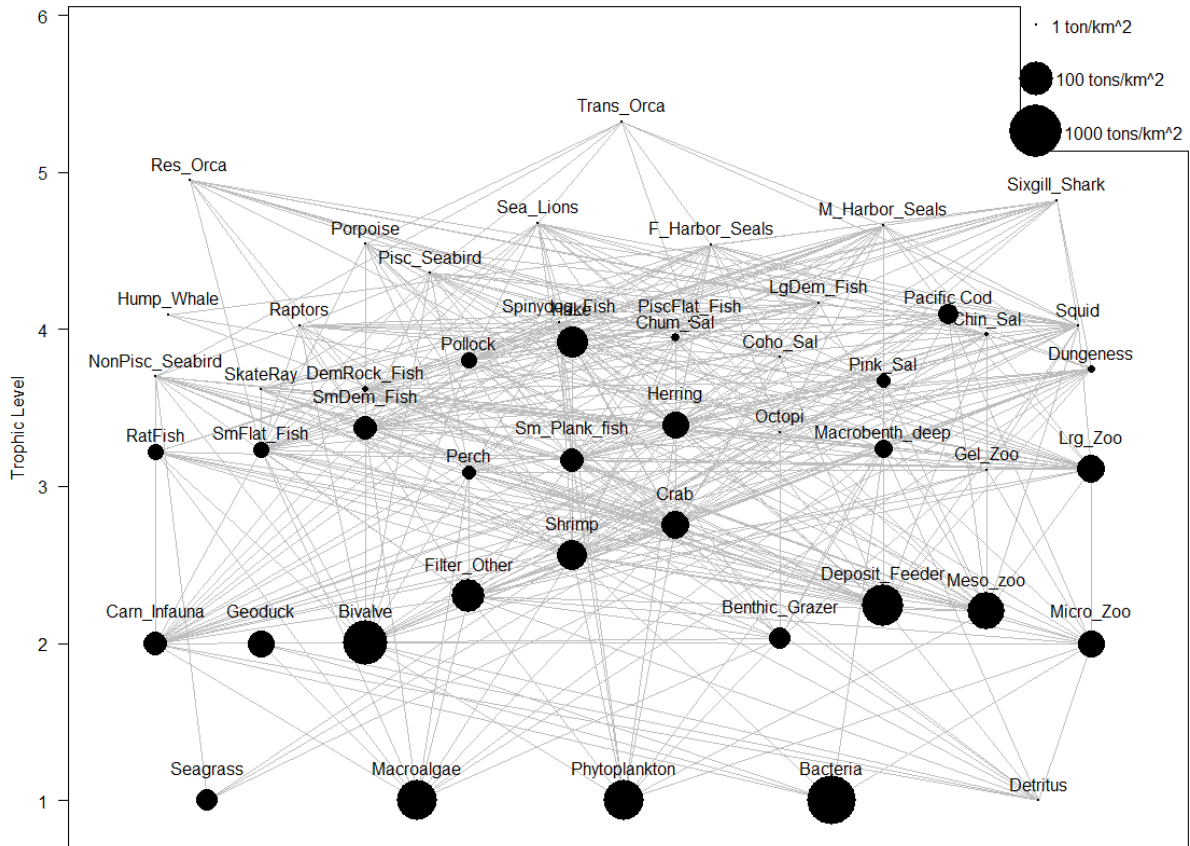 6
1 ton/km^2
100 tons/km^2
Trans_Orca
1000 tons/km^2
5
Res_Orca
Sixgill_Shark
Sea_Lions
M_Harbor_Seals
Porpoise
F_Harbor_Seals
Pisc_Seabird
LgDem_Fish
Hump_Whale
Raptors
Spinydog_Fish
PiscFlat_Fish
Pacific Cod
Squid
4
Hake
Chum_Sal
Chin_Sal
Pollock
Coho_Sal
NonPisc_Seabird
SkateRay
DemRock_Fish
Pink_Sal
Dungeness
SmDem_Fish
Herring
Octopi
RatFish
SmFlat_Fish
Sm_Plank_fish
Macrobenth_deep
Lrg_Zoo
Perch
Gel_Zoo
Trophic Level
3
Crab
Shrimp
Filter_Other
Deposit_Feeder
Meso_zoo
Carn_Infauna
Geoduck
Bivalve
Benthic_Grazer
Micro_Zoo
2
Seagrass
Macroalgae
Phytoplankton
Bacteria
Detritus
1